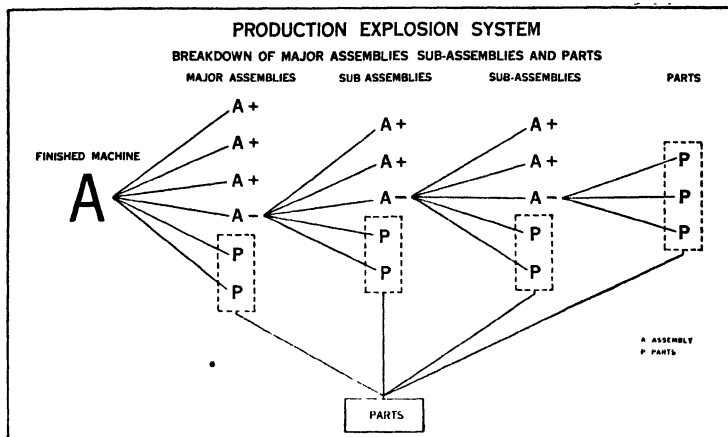 PRODUCTION EXPLOSION SYSTEM
BREAKDOWN OF MAJOR ASSEMBLIES SUB-ASSEMBLIES AND PARTS
MAJOR ASSEMBLIES SUB ASSEMBLIES SUB-ASSEMBLIES PARTS
FINISHED MACHINE
A
A+
A+
A+
A-
P
P
A+
A+
A-
P
P
A+
A+
A-
P
P
P
P
P
A ASSEMBLY
P PARTS
PARTS